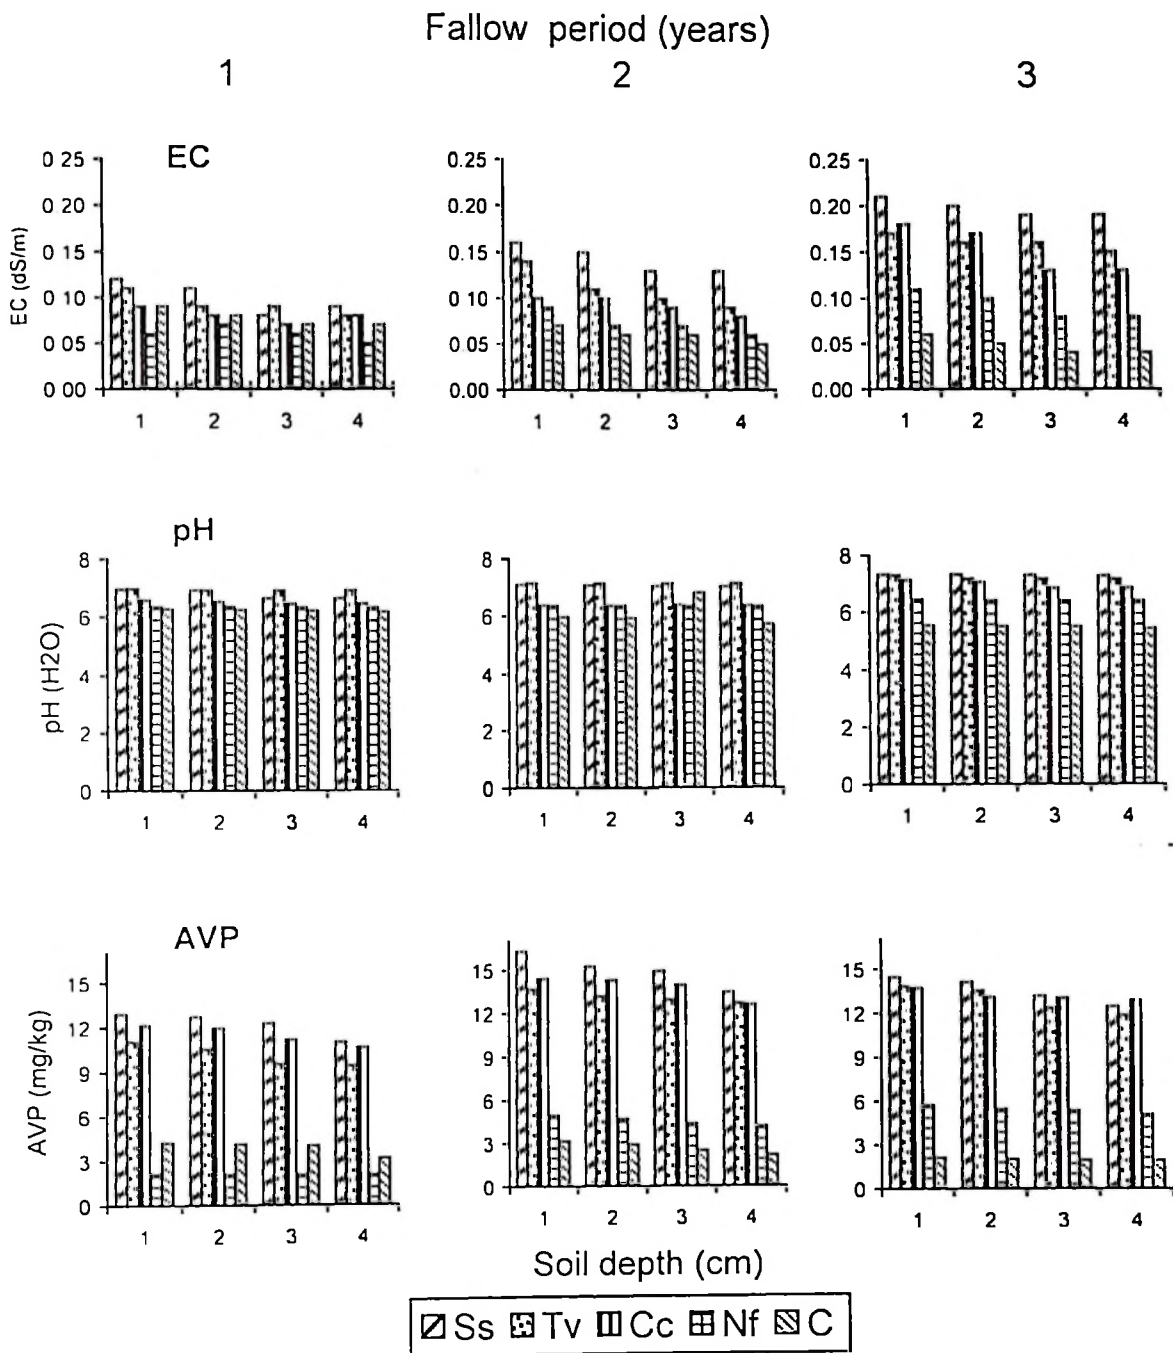 Fallow period (years)
1 2 3
EC
EC (dS/m)
0 25 0 20 0 15 0 10 0 05 0 00
1 2 3 4
0.25 0.20 0.15 0.10 0.05 0.00
1 2 3 4
0.25 0.20 0.15 0.10 0.05 0.00
1 2 3 4
pH
pH (H2O)
8 6 4 2 0
1 2 3 4
8 6 4 2 0
1 2 3 4
8 6 4 2 0
1 2 3 4
AVP
AVP (mg/kg)
15 12 9 6 3 0
1 2 3 4
15 12 9 6 3 0
1 2 3 4
15 12 9 6 3 0
1 2 3 4
Soil depth (cm)
Ss Tv Cc Nf C